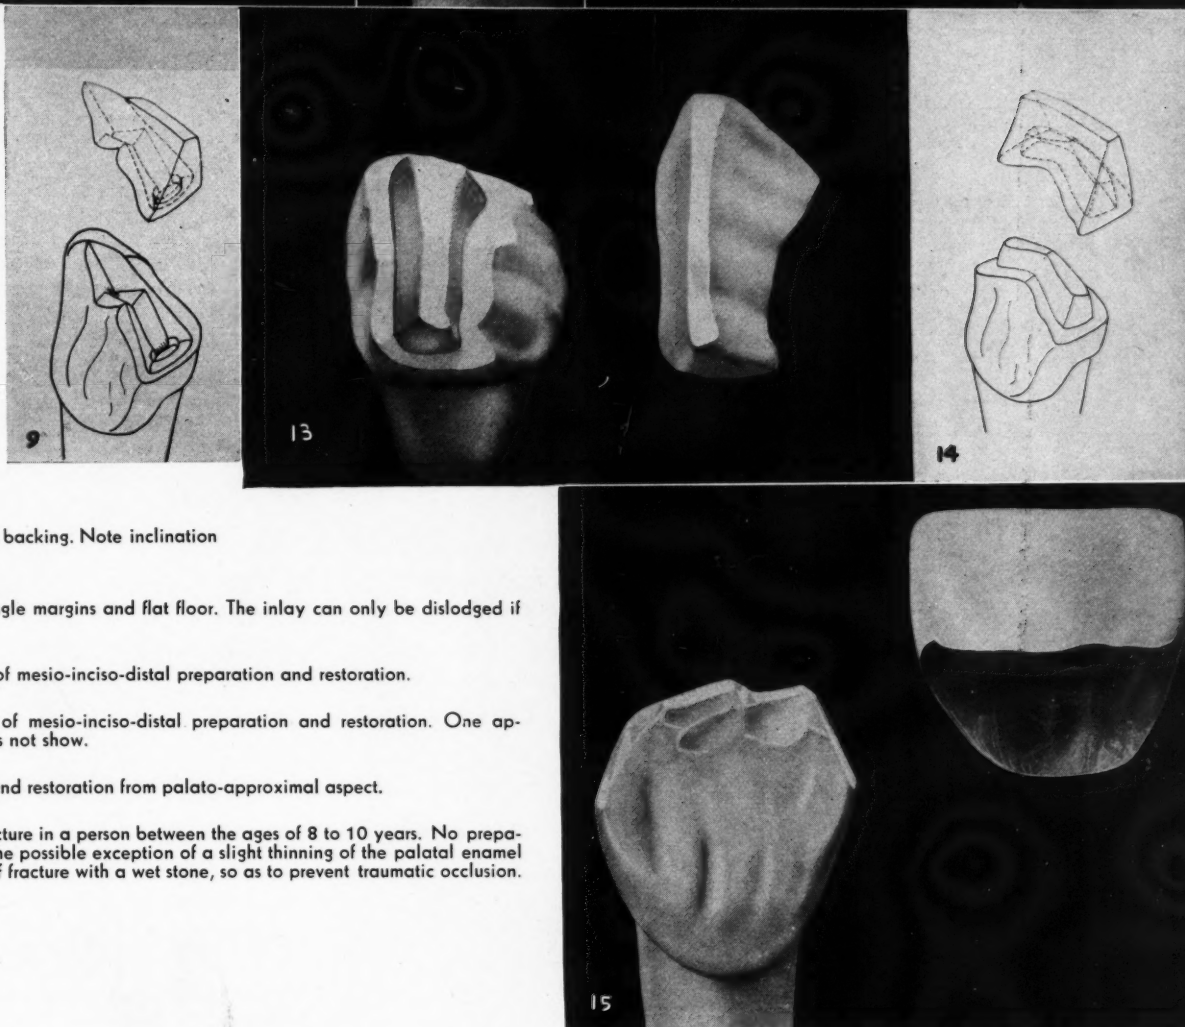 9
13
14
backing. Note inclination
gle margins and flat floor. The inlay can only be dislodged if
of mesio-inciso-distal preparation and restoration.
of mesio-inciso-distal preparation and restoration. One ap-
s not show.
nd restoration from palato-approximal aspect.
cture in a person between the ages of 8 to 10 years. No prepa-
he possible exception of a slight thinning of the palatal enamel
f fracture with a wet stone, so as to prevent traumatic occlusion.
15